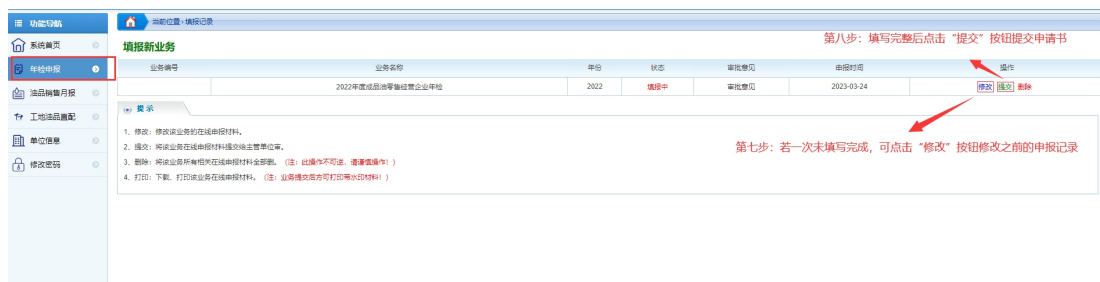 功能导航
当前位置：填报记录
系统首页
年检申报
油品销售月报
工地油品直配
单位信息
修改密码
填报新业务
第八步：填写完整后点击“提交”按钮提交申请书
业务编号 业务名称 年份 状态 审批意见 申报时间 操作
2022年度成品油零售经营企业年检 2022 填报中 审批意见 2023-03-24 修改 提交 删除
提示
1、修改：修改该业务的在线申报材料。
2、提交：将该业务在线申报材料提交给主管单位审。
3、删除：将该业务所有相关在线申报材料全部删。（注：此操作不可逆，请谨慎操作！）
4、打印：下载、打印该业务在线申报材料。（注：业务提交后方可打印带水印材料！）
第七步：若一次未填写完成，可点击“修改”按钮修改之前的申报记录